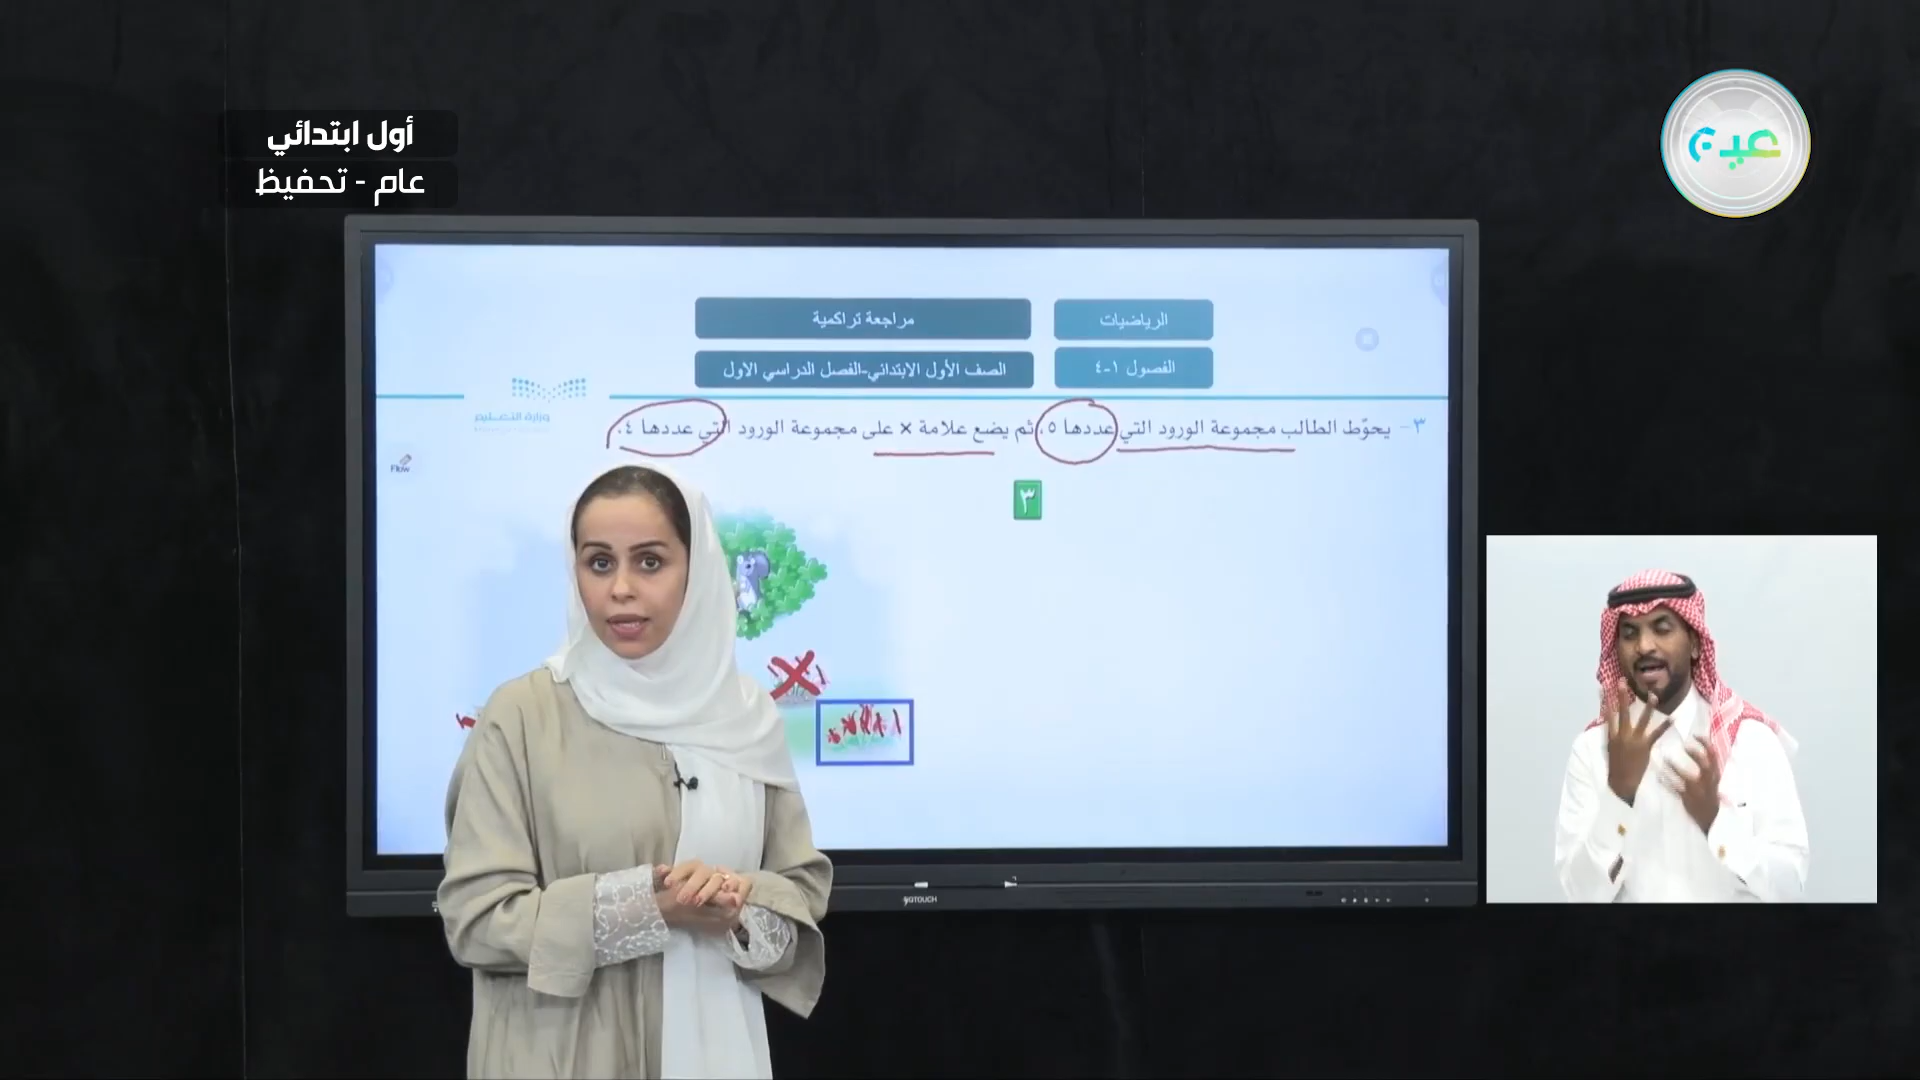 أول ابتدائي
عام - تحفيظ
عين
الرياضيات
مراجعة تراكمية
الفصول ١-٤
الصف الأول الابتدائي-الفصل الدراسي الاول
وزارة التعليم
٣- يحوّط الطالب مجموعة الورود التي عددها ٥، ثم يضع علامة × على مجموعة الورود التي عددها ٤.
Flow
٣